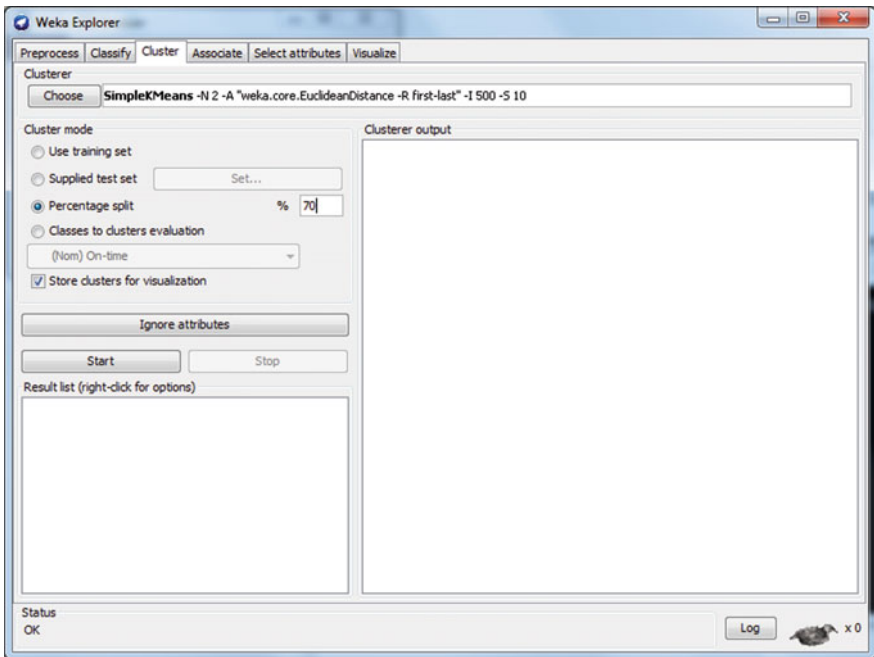 Weka Explorer
Preprocess Classify Cluster Associate Select attributes Visualize
Clusterer
Choose SimpleKMeans -N 2 -A "weka.core.EuclideanDistance -R first-last" -I 500 -S 10
Cluster mode
Use training set
Supplied test set Set...
Percentage split % 70
Classes to clusters evaluation
(Nom) On-time
Store clusters for visualization
Ignore attributes
Start Stop
Result list (right-click for options)
Clusterer output
Status
OK
Log x 0